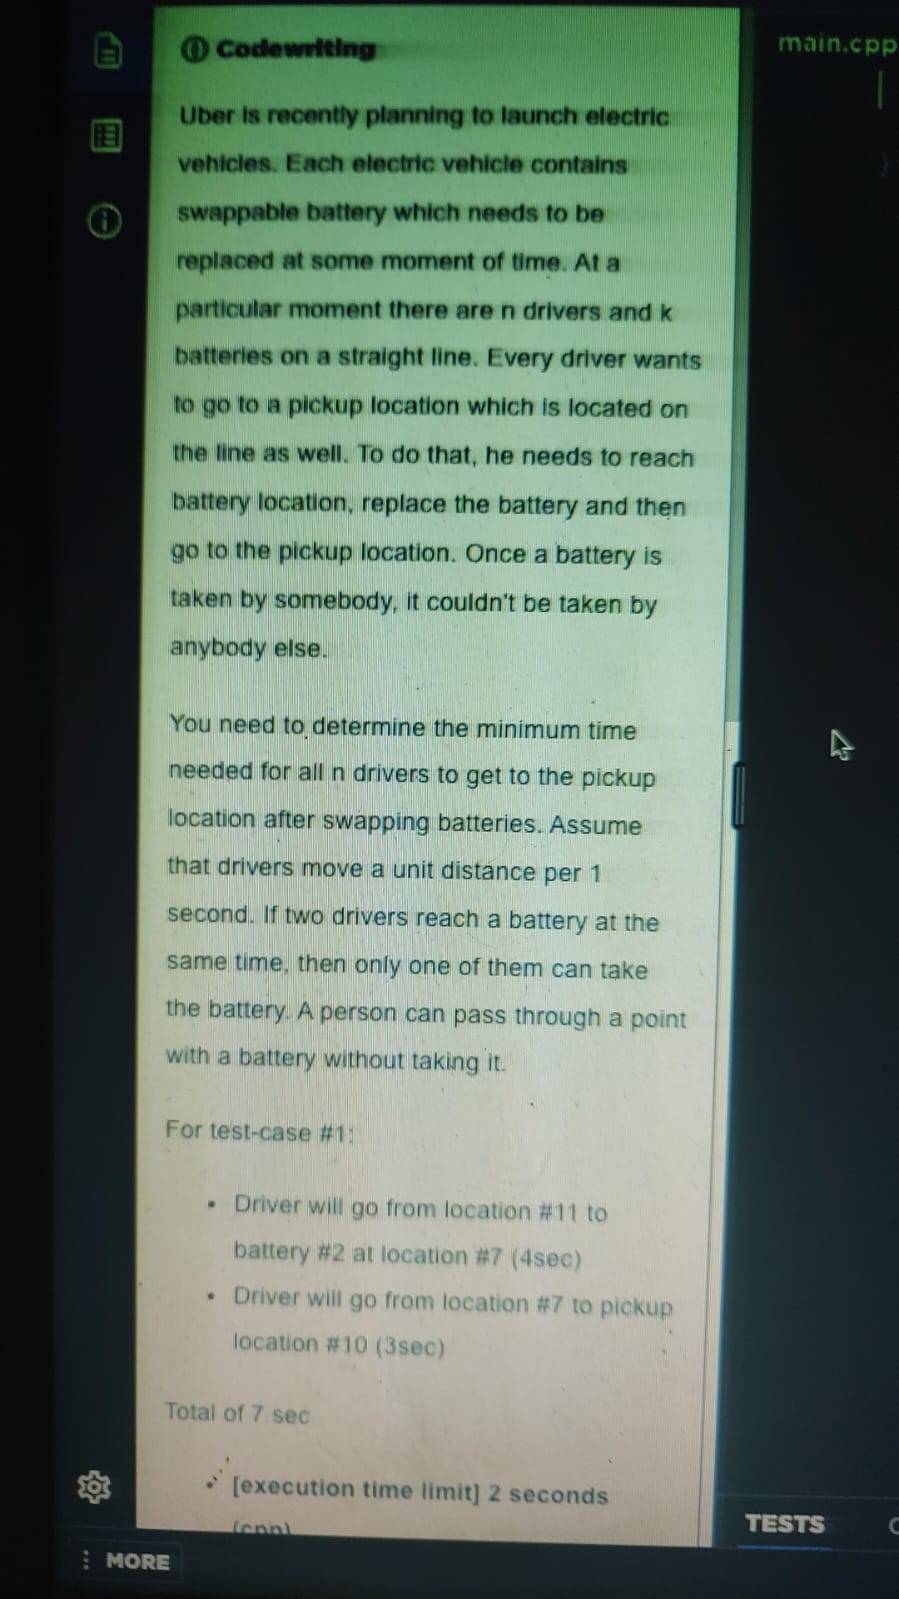 Codewriting
main.cpp
Uber is recently planning to launch electric
vehicles. Each electric vehicle contains
swappable battery which needs to be
replaced at some moment of time. At a
particular moment there are n drivers and k
batteries on a straight line. Every driver wants
to go to a pickup location which is located on
the line as well. To do that, he needs to reach
battery location, replace the battery and then
go to the pickup location. Once a battery is
taken by somebody, it couldn't be taken by
anybody else.
You need to determine the minimum time
needed for all n drivers to get to the pickup
location after swapping batteries. Assume
that drivers move a unit distance per 1
second. If two drivers reach a battery at the
same time, then only one of them can take
the battery. A person can pass through a point
with a battery without taking it.
For test-case #1:
• Driver will go from location #11 to
battery #2 at location #7 (4sec)
• Driver will go from location #7 to pickup
location #10 (3sec)
Total of 7 sec
[execution time limit] 2 seconds
(cpp)
TESTS
MORE